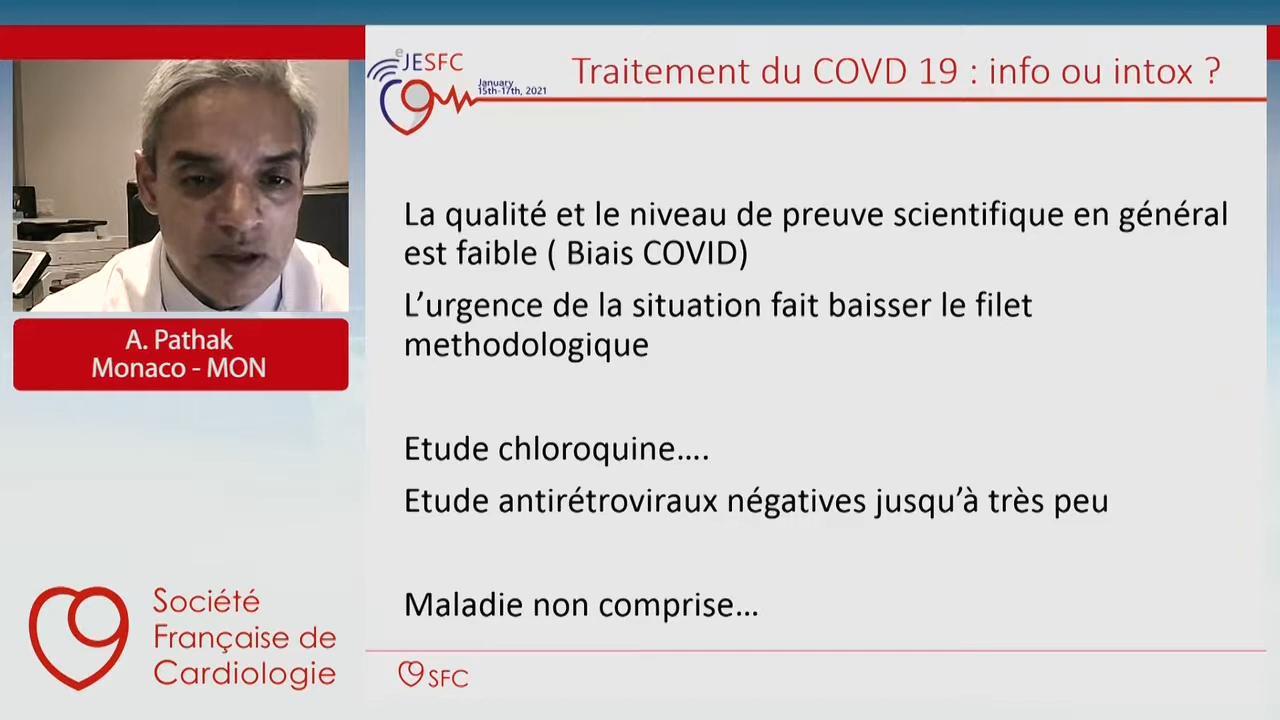 eJESFC
January
15th-17th, 2021
Traitement du COVD 19 : info ou intox ?
La qualité et le niveau de preuve scientifique en général
est faible ( Biais COVID)
L’urgence de la situation fait baisser le filet
methodologique
Etude chloroquine….
Etude antirétroviraux négatives jusqu’à très peu
Maladie non comprise…
SFC
A. Pathak
Monaco - MON
Société
Française de
Cardiologie